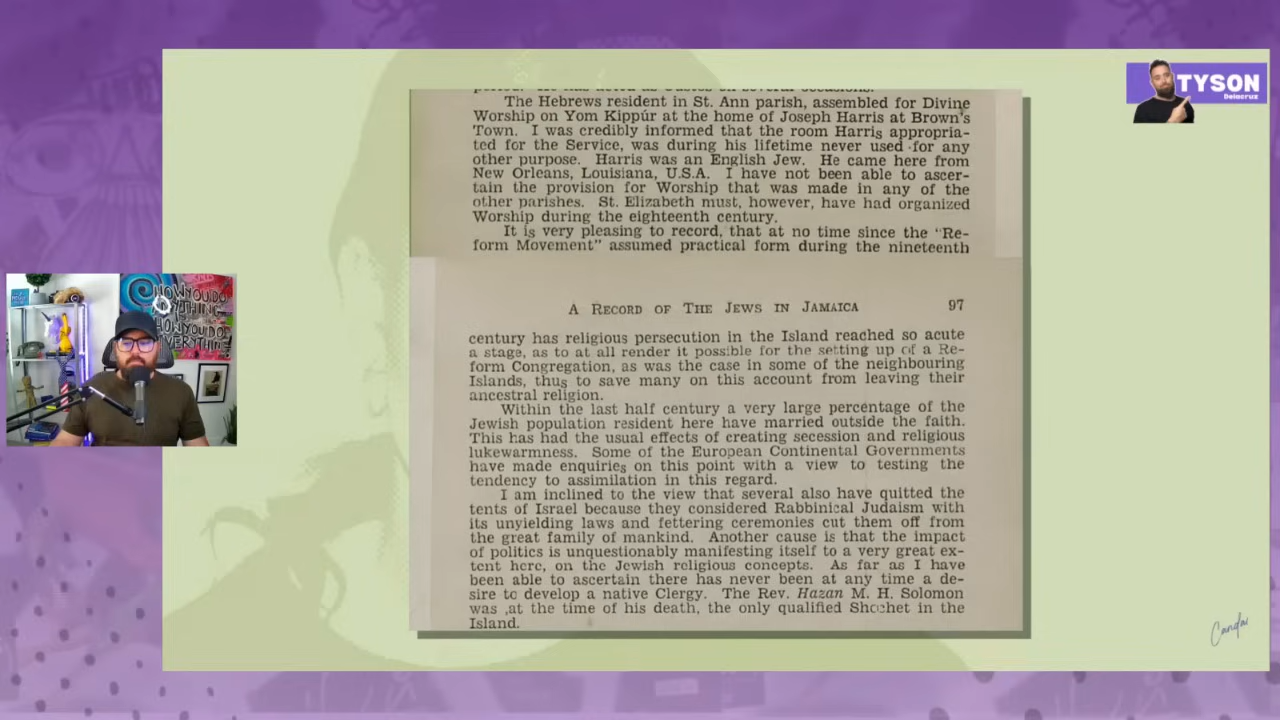 TYSON
Delacruz
The Hebrews resident in St. Ann parish, assembled for Divine
Worship on Yom Kippúr at the home of Joseph Harris at Brown's
Town. I was credibly informed that the room Harris appropria-
ted for the Service, was during his lifetime never used for any
other purpose. Harris was an English Jew. He came here from
New Orleans, Louisiana, U.S.A. I have not been able to ascer-
tain the provision for Worship that was made in any of the
other parishes. St. Elizabeth must, however, have had organized
Worship during the eighteenth century.
It is very pleasing to record, that at no time since the "Re-
form Movement" assumed practical form during the nineteenth
A RECORD OF THE JEWS IN JAMAICA 97
century has religious persecution in the Island reached so acute
a stage, as to at all render it possible for the setting up of a Re-
form Congregation, as was the case in some of the neighbouring
Islands, thus to save many on this account from leaving their
ancestral religion.
Within the last half century a very large percentage of the
Jewish population resident here have married outside the faith.
This has had the usual effects of creating secession and religious
lukewarmness. Some of the European Continental Governments
have made enquiries on this point with a view to testing the
tendency to assimilation in this regard.
I am inclined to the view that several also have quitted the
tents of Israel because they considered Rabbinical Judaism with
its unyielding laws and fettering ceremonies cut them off from
the great family of mankind. Another cause is that the impact
of politics is unquestionably manifesting itself to a very great ex-
tent here, on the Jewish religious concepts. As far as I have
been able to ascertain there has never been at any time a de-
sire to develop a native Clergy. The Rev. Hazan M. H. Solomon
was ,at the time of his death, the only qualified Shochet in the
Island.
HOW YOU DO
ANYTHING
HOW YOU DO
EVERYTHING